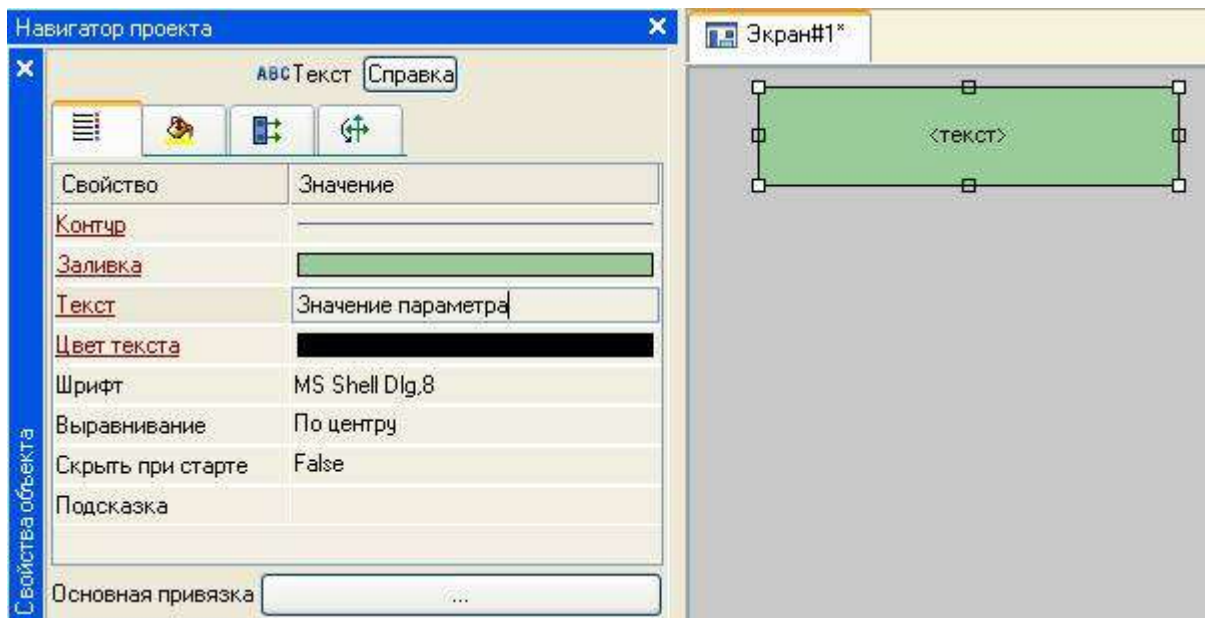 Навигатор проекта
Экран#1*
ABCТекст Справка
<текст>
Свойство Значение
Контур
Заливка
Текст Значение параметра
Цвет текста
Шрифт MS Shell Dlg,8
Выравнивание По центру
Скрыть при старте False
Подсказка
Основная привязка ...
Свойства объекта